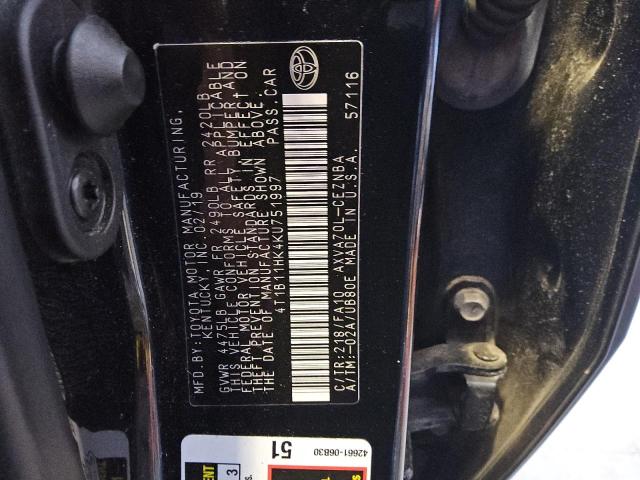 MFD. BY: TOYOTA MOTOR MANUFACTURING,
KENTUCKY, INC. 02/19
GVWR 4475LB GAWR FR 2490LB RR 2420LB
THIS VEHICLE CONFORMS TO ALL APPLICABLE
FEDERAL MOTOR VEHICLE SAFETY, BUMPER, AND
THEFT PREVENTION STANDARDS IN EFFECT ON
THE DATE OF MANUFACTURE SHOWN ABOVE.
4T1B11HK4KU751997 PASS. CAR
C/TR:218/FA10 AXVA70L-CEZNBA
A/TM:-02A/UB80E MADE IN U.S.A. 57116
42661-06B30
51
3